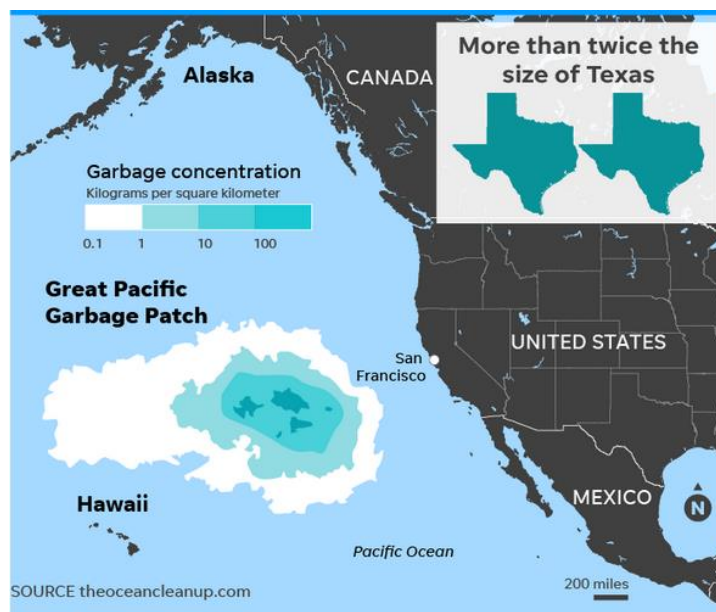 More than twice the
size of Texas
Alaska
CANADA
Garbage concentration
Kilograms per square kilometer
0.1 1 10 100
Great Pacific
Garbage Patch
UNITED STATES
San
Francisco
Hawaii
MEXICO
N
Pacific Ocean
200 miles
SOURCE theoceancleanup.com